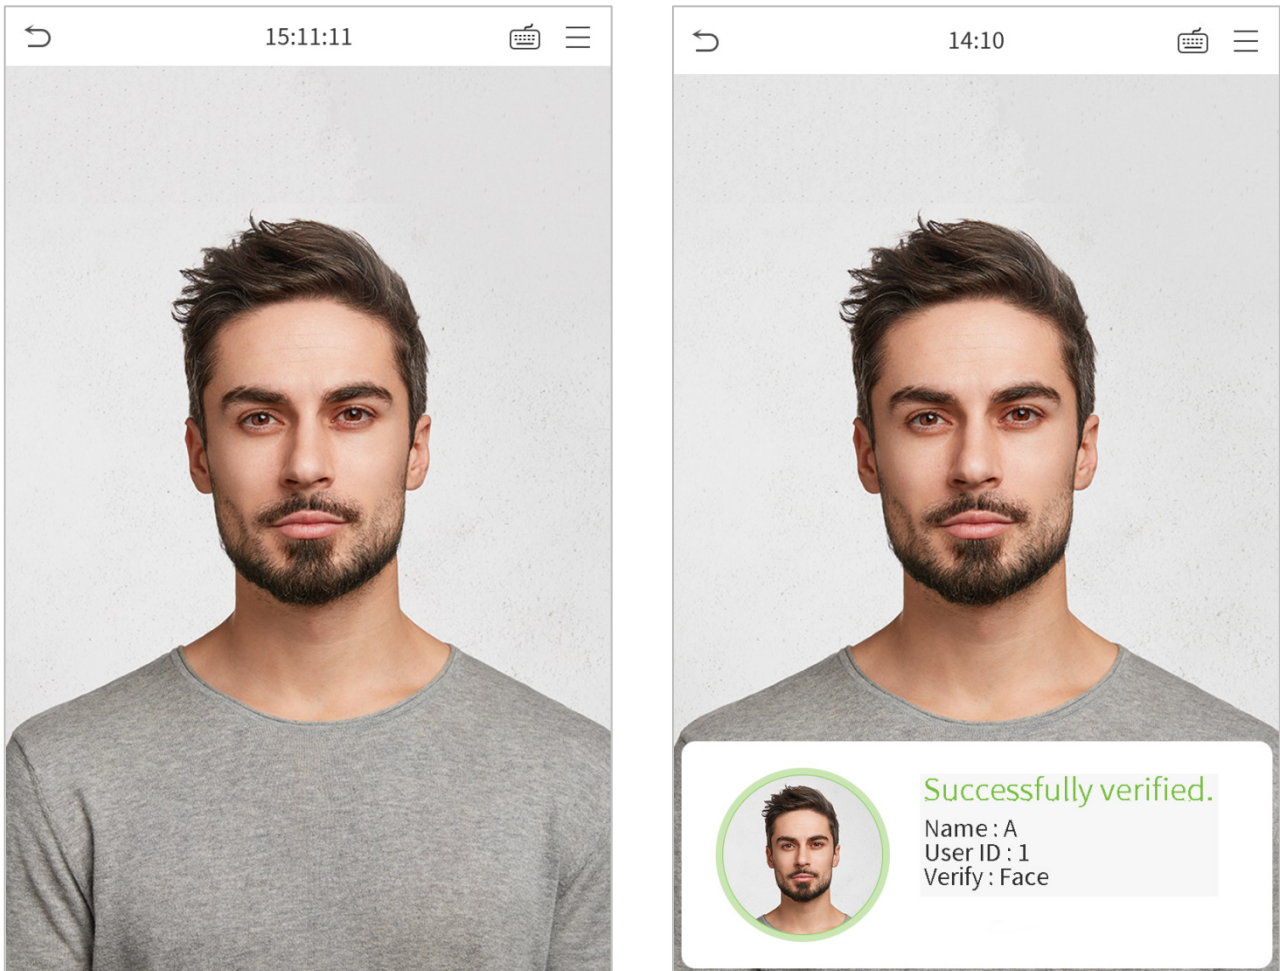 15:11:11
14:10
Successfully verified.
Name : A
User ID : 1
Verify : Face